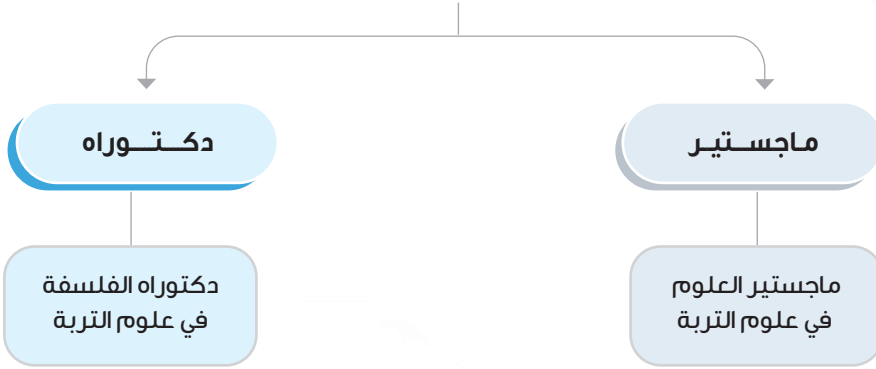 ماجستير
دكتوراه
ماجستير العلوم
في علوم التربة
دكتوراه الفلسفة
في علوم التربة